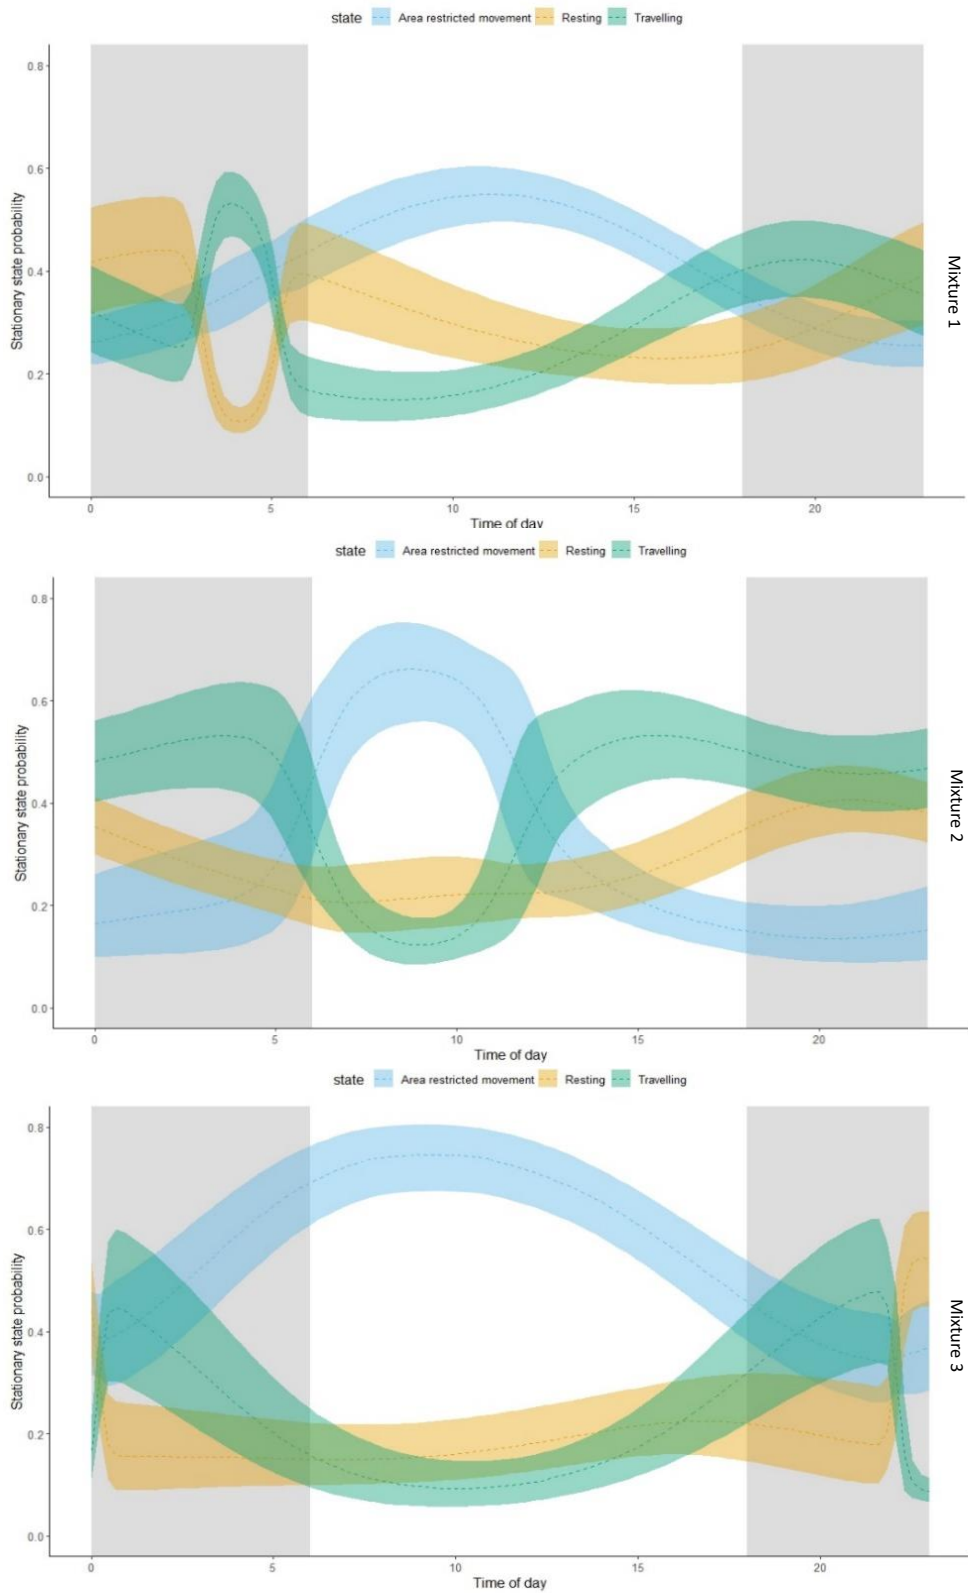 state Area restricted movement Resting Travelling
0.8
0.6
0.4
0.2
0.0
Stationary state probability
Mixture 1
0 5 10 15 20
Time of day
state Area restricted movement Resting Travelling
0.8
0.6
0.4
0.2
0.0
Stationary state probability
Mixture 2
0 5 10 15 20
Time of day
state Area restricted movement Resting Travelling
0.8
0.6
0.4
0.2
0.0
Stationary state probability
Mixture 3
0 5 10 15 20
Time of day